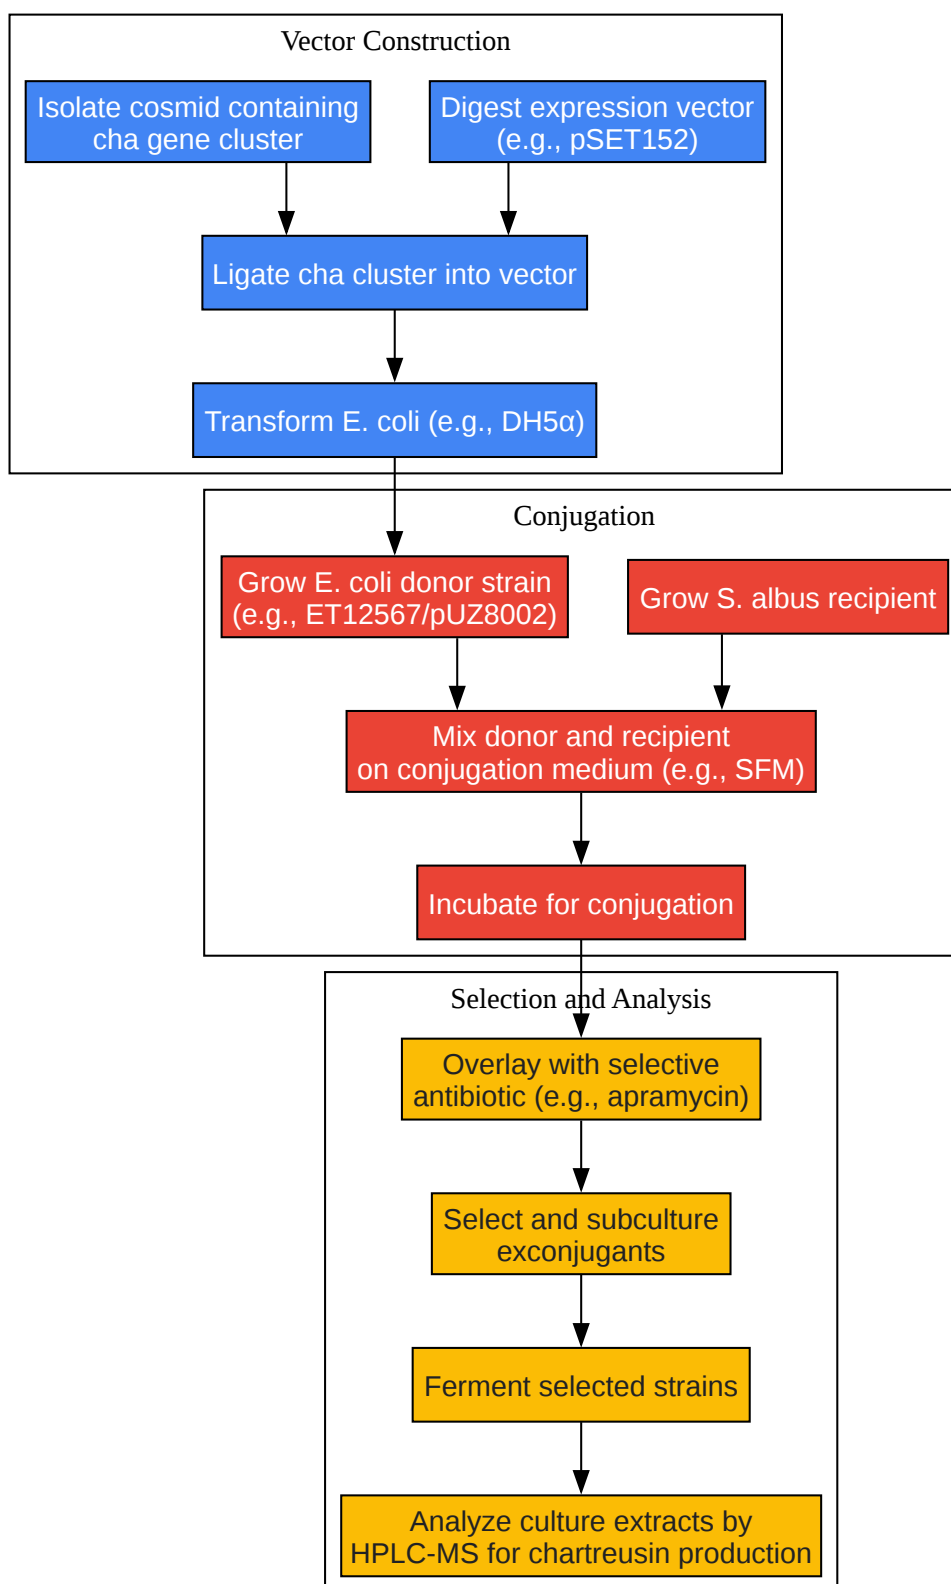 Vector Construction
Isolate cosmid containing
cha gene cluster
Digest expression vector
(e.g., pSET152)
Ligate cha cluster into vector
Transform E. coli (e.g., DH5α)
Conjugation
Grow E. coli donor strain
(e.g., ET12567/pUZ8002)
Grow S. albus recipient
Mix donor and recipient
on conjugation medium (e.g., SFM)
Incubate for conjugation
Selection and Analysis
Overlay with selective
antibiotic (e.g., apramycin)
Select and subculture
exconjugants
Ferment selected strains
Analyze culture extracts by
HPLC-MS for chartreusin production